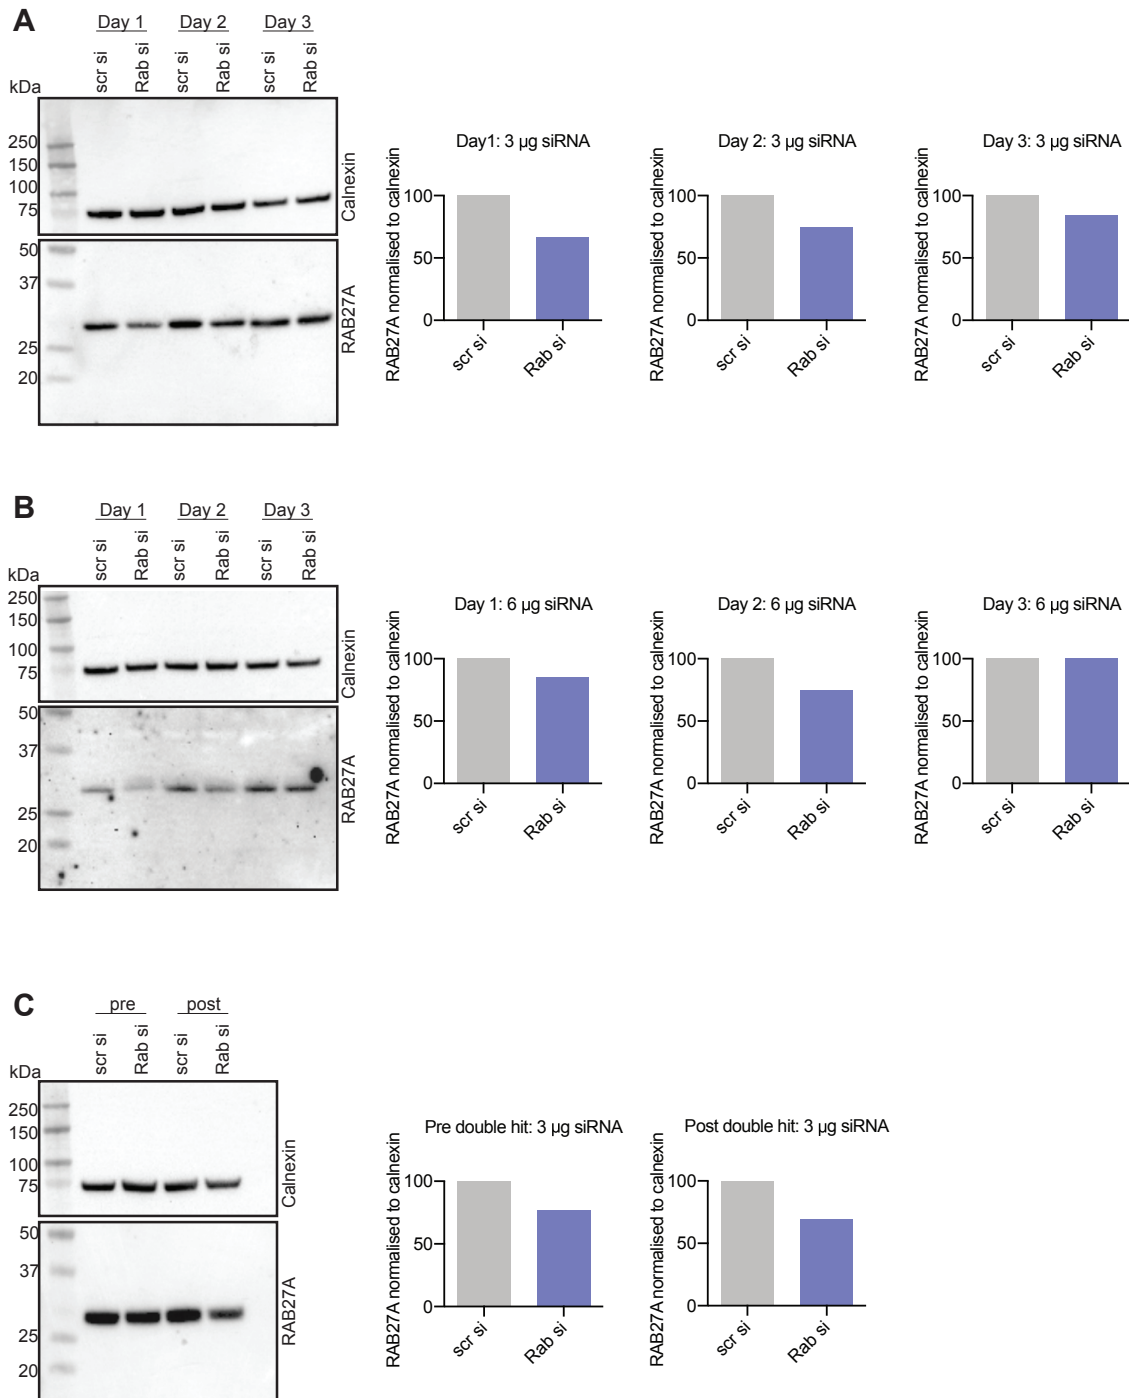 A
Day 1 Day 2 Day 3
scr si Rab si scr si Rab si scr si Rab si
kDa
250
150
100
75
Calnexin
50
37
25
20
RAB27A
Day1: 3 µg siRNA
RAB27A normalised to calnexin
100
50
0
scr si Rab si
Day 2: 3 µg siRNA
RAB27A normalised to calnexin
100
50
0
scr si Rab si
Day 3: 3 µg siRNA
RAB27A normalised to calnexin
100
50
0
scr si Rab si
B
Day 1 Day 2 Day 3
scr si Rab si scr si Rab si scr si Rab si
kDa
250
150
100
75
Calnexin
50
37
25
20
RAB27A
Day 1: 6 µg siRNA
RAB27A normalised to calnexin
100
50
0
scr si Rab si
Day 2: 6 µg siRNA
RAB27A normalised to calnexin
100
50
0
scr si Rab si
Day 3: 6 µg siRNA
RAB27A normalised to calnexin
100
50
0
scr si Rab si
C
pre post
scr si Rab si scr si Rab si
kDa
250
150
100
75
Calnexin
50
37
25
20
RAB27A
Pre double hit: 3 µg siRNA
RAB27A normalised to calnexin
100
50
0
scr si Rab si
Post double hit: 3 µg siRNA
RAB27A normalised to calnexin
100
50
0
scr si Rab si